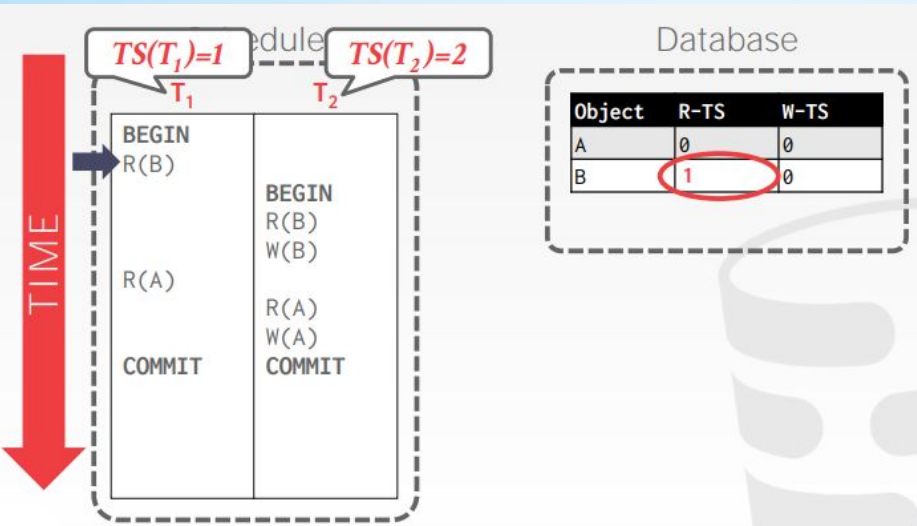 Schedule
Database
TS(T1)=1
TS(T2)=2
T1
T2
TIME
BEGIN
R(B)
BEGIN
R(B)
W(B)
R(A)
R(A)
W(A)
COMMIT
COMMIT
Object R-TS W-TS
A 0 0
B 1 0